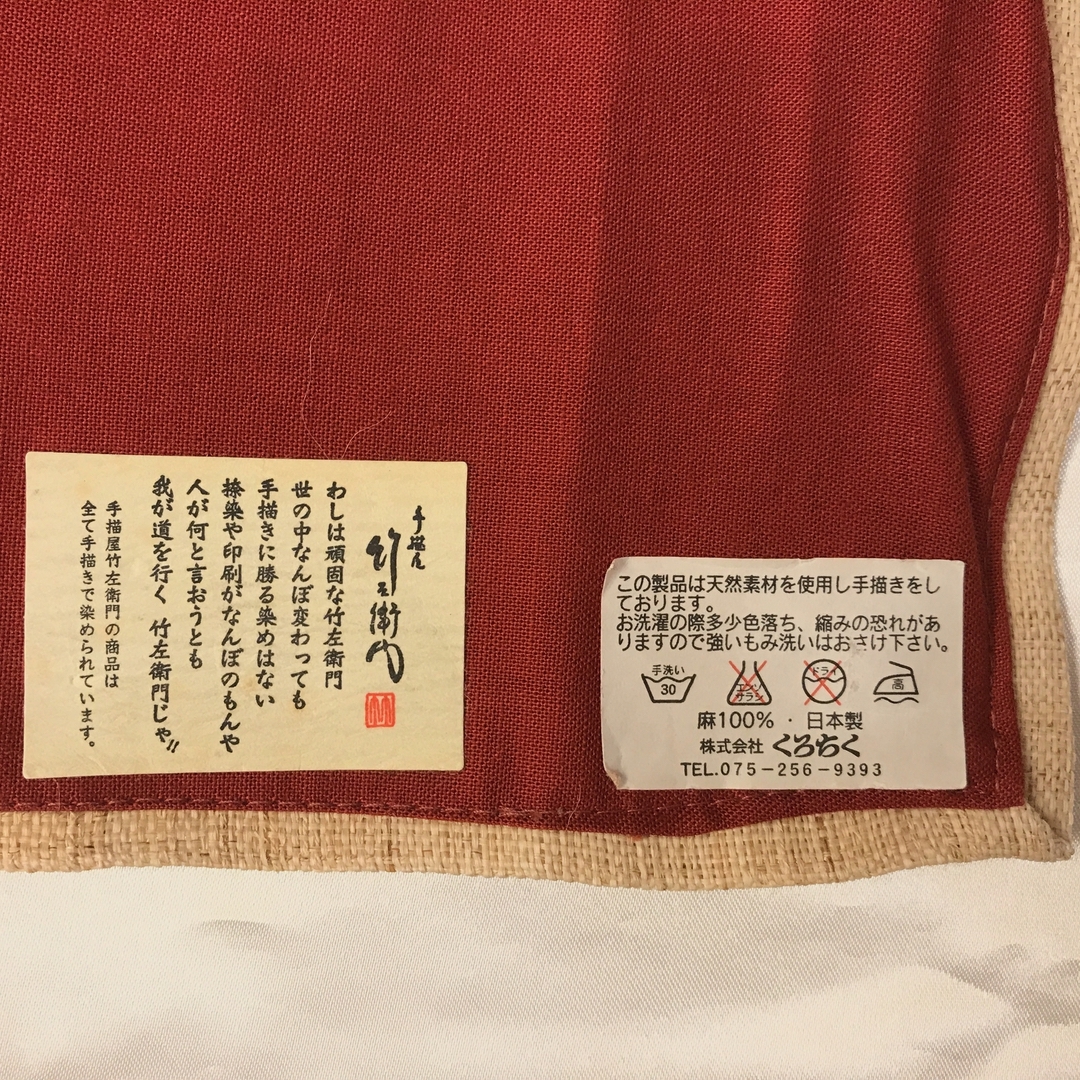 手描屋
竹左衛門
わしは頑固な竹左衛門
世の中なんぼ変わっても
手描きに勝る染めはない
捺染や印刷がなんぼのもんや
人が何と言おうとも
我が道を行く 竹左衛門じゃ!!
手描屋竹左衛門の商品は
全て手描きで染められています。
この製品は天然素材を使用し手描きをし
ております。
お洗濯の際多少色落ち、縮みの恐れがあ
りますので強いもみ洗いはおさけ下さい。
手洗い
30
エンソ
サラシ
ドライ
高
麻100% ・ 日本製
株式会社 くろちく
TEL.075-256-9393